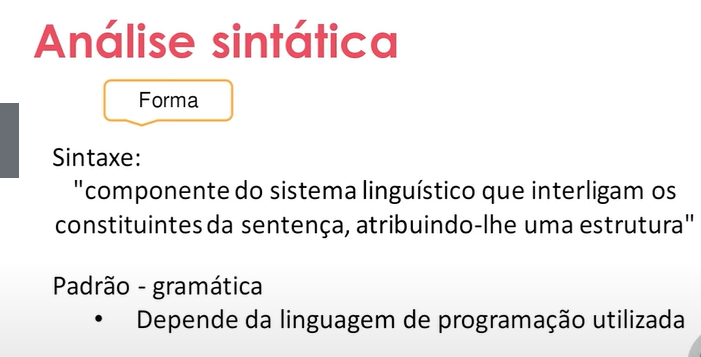 Análise sintática
Forma
Sintaxe:
"componente do sistema linguístico que interligam os
constituintes da sentença, atribuindo-lhe uma estrutura"
Padrão - gramática
• Depende da linguagem de programação utilizada